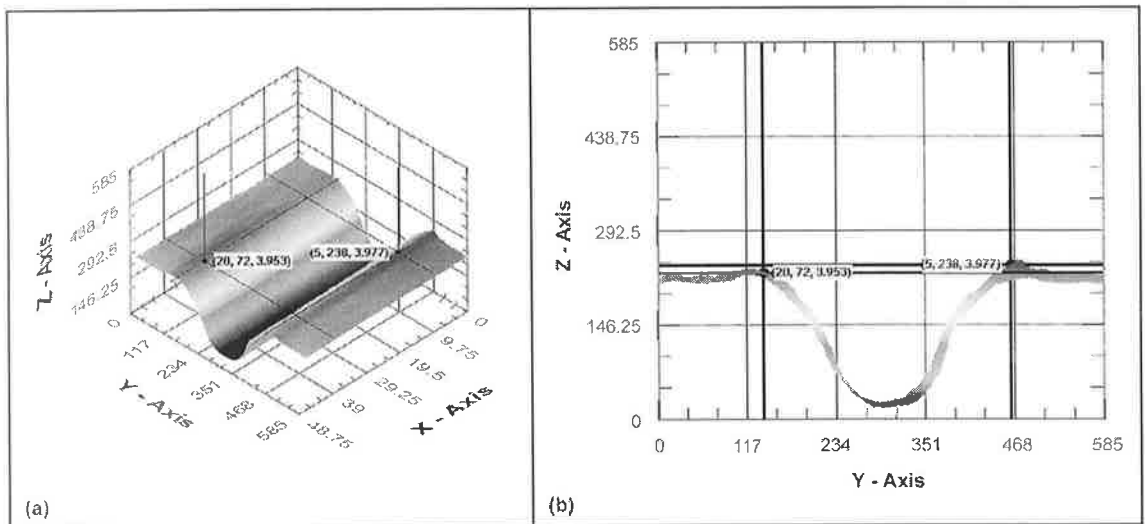 585
438.75
292.5
146.25
0
Z - Axis
(20, 72, 3.953)
(5, 238, 3.977)
0
9.75
19.5
29.25
39
48.75
X - Axis
117
234
351
468
585
Y - Axis
(a)
585
438.75
292.5
146.25
0
Z - Axis
(20, 72, 3.953)
(5, 238, 3.977)
0
117
234
351
468
585
Y - Axis
(b)